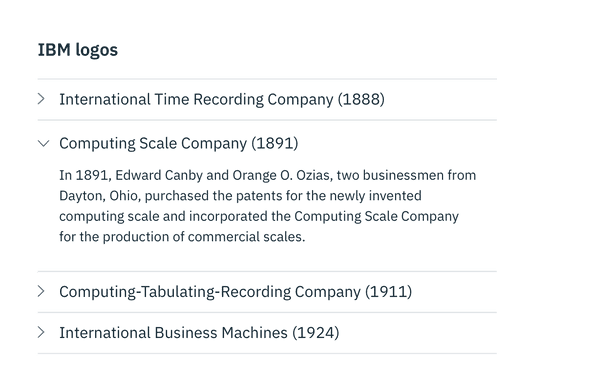 IBM logos
International Time Recording Company (1888)
Computing Scale Company (1891)
In 1891, Edward Canby and Orange O. Ozias, two businessmen from
Dayton, Ohio, purchased the patents for the newly invented
computing scale and incorporated the Computing Scale Company
for the production of commercial scales.
Computing-Tabulating-Recording Company (1911)
International Business Machines (1924)